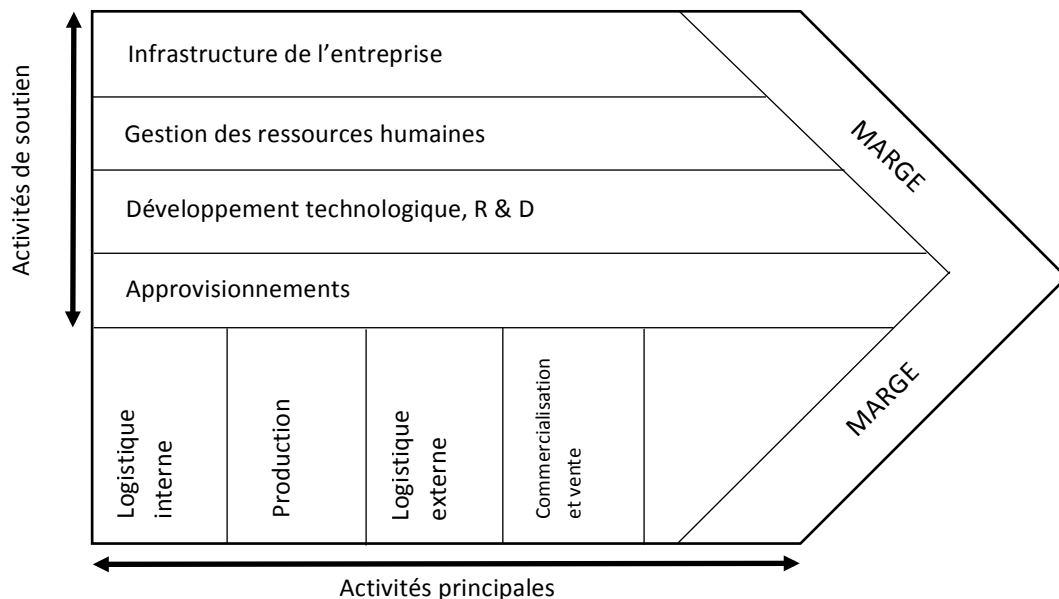 Activités de soutien
Infrastructure de l’entreprise
Gestion des ressources humaines
Développement technologique, R & D
Approvisionnements
MARGE
MARGE
Logistique
interne
Production
Logistique
externe
Commercialisation
et vente
Activités principales